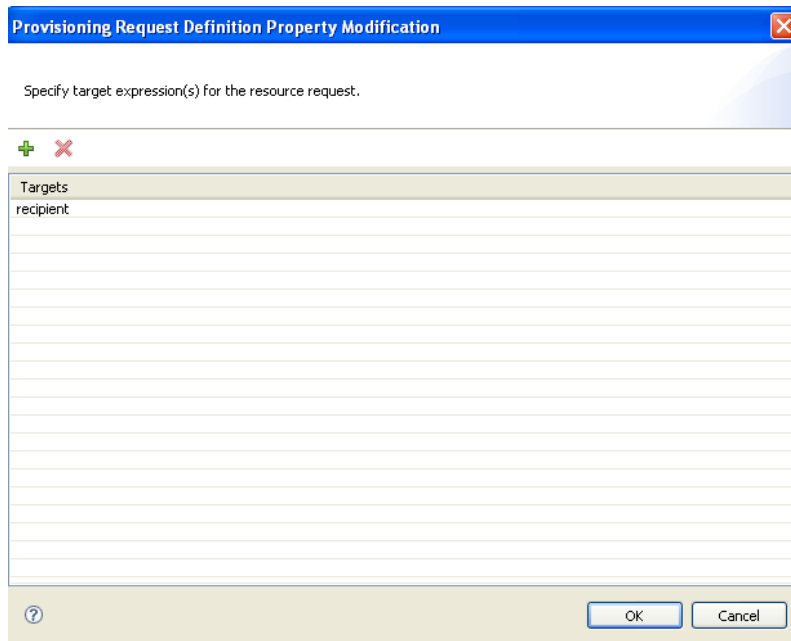 Provisioning Request Definition Property Modification
Specify target expression(s) for the resource request.
Targets
recipient
OK
Cancel